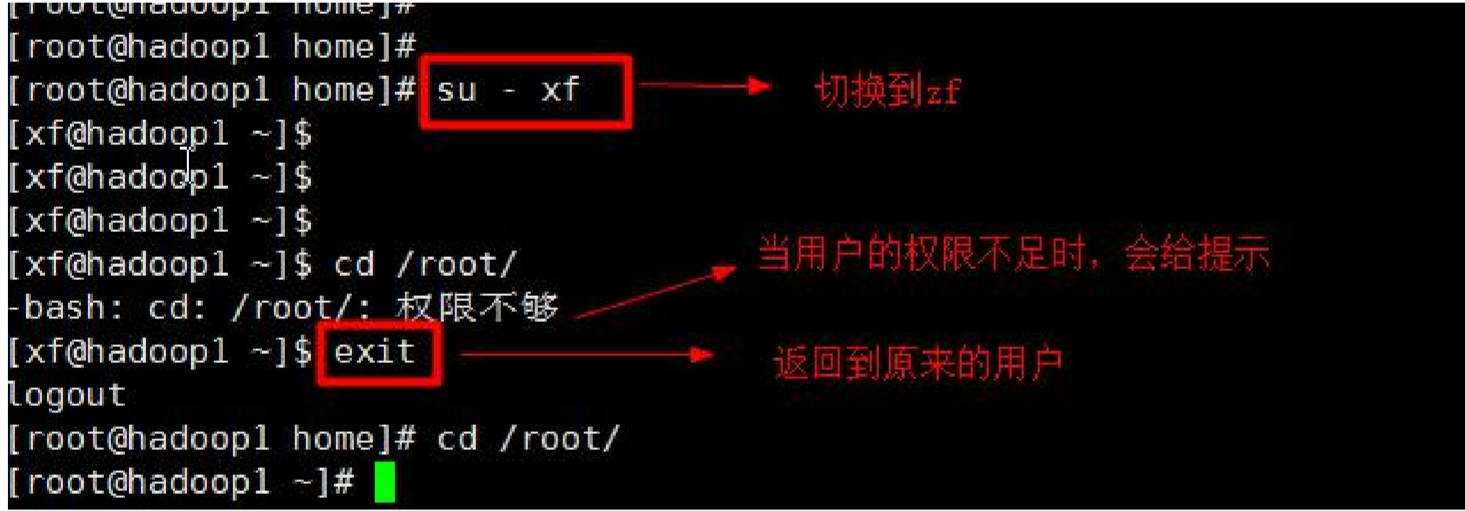 [root@hadoop1 home]#
[root@hadoop1 home]#
[root@hadoop1 home]# su - xf 切换到zf
[xf@hadoop1 ~]$
[xf@hadoop1 ~]$
[xf@hadoop1 ~]$
[xf@hadoop1 ~]$ cd /root/ 当用户的权限不足时，会给提示
-bash: cd: /root/: 权限不够
[xf@hadoop1 ~]$ exit 返回到原来的用户
logout
[root@hadoop1 home]# cd /root/
[root@hadoop1 ~]#